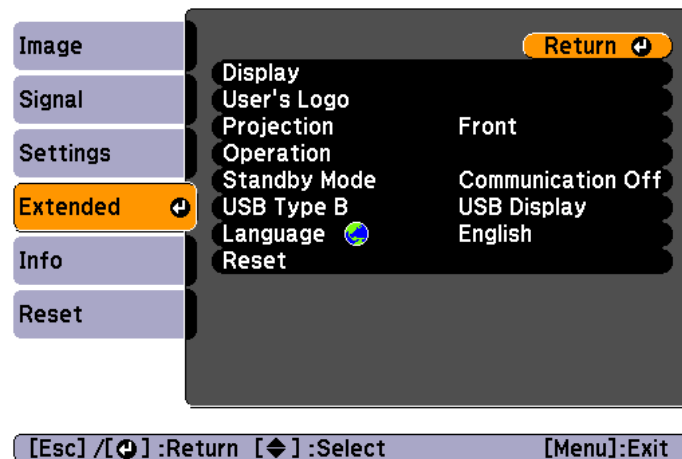 Image
Signal
Settings
Extended
Info
Reset
Return
Display
User's Logo
Projection Front
Operation
Standby Mode Communication Off
USB Type B USB Display
Language English
Reset
[Esc] /[ ] :Return [ ] :Select [Menu]:Exit